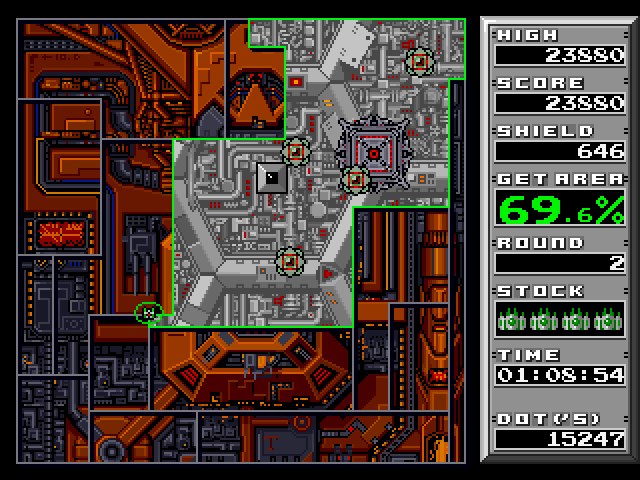 HIGH
23880
SCORE
23880
SHIELD
646
GET AREA
69.6%
ROUND
2
STOCK
TIME
01:08:54
DOT('S)
15247